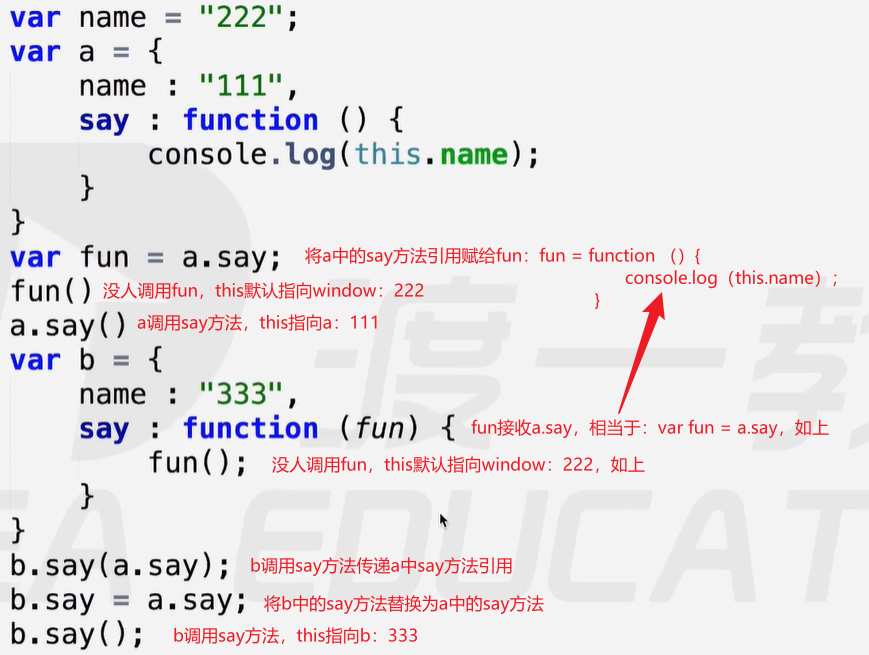 var name = "222";
var a = {
name : "111",
say : function () {
console.log(this.name);
}
}
var fun = a.say; 将a中的say方法引用赋给fun：fun = function （）{
console.log（this.name）;
}
fun() 没人调用fun，this默认指向window：222
a.say() a调用say方法，this指向a：111
var b = {
name : "333",
say : function (fun) { fun接收a.say，相当于：var fun = a.say，如上
fun(); 没人调用fun，this默认指向window：222，如上
}
}
b.say(a.say); b调用say方法传递a中say方法引用
b.say = a.say; 将b中的say方法替换为a中的say方法
b.say(); b调用say方法，this指向b：333
度一教
EA EDUCAT